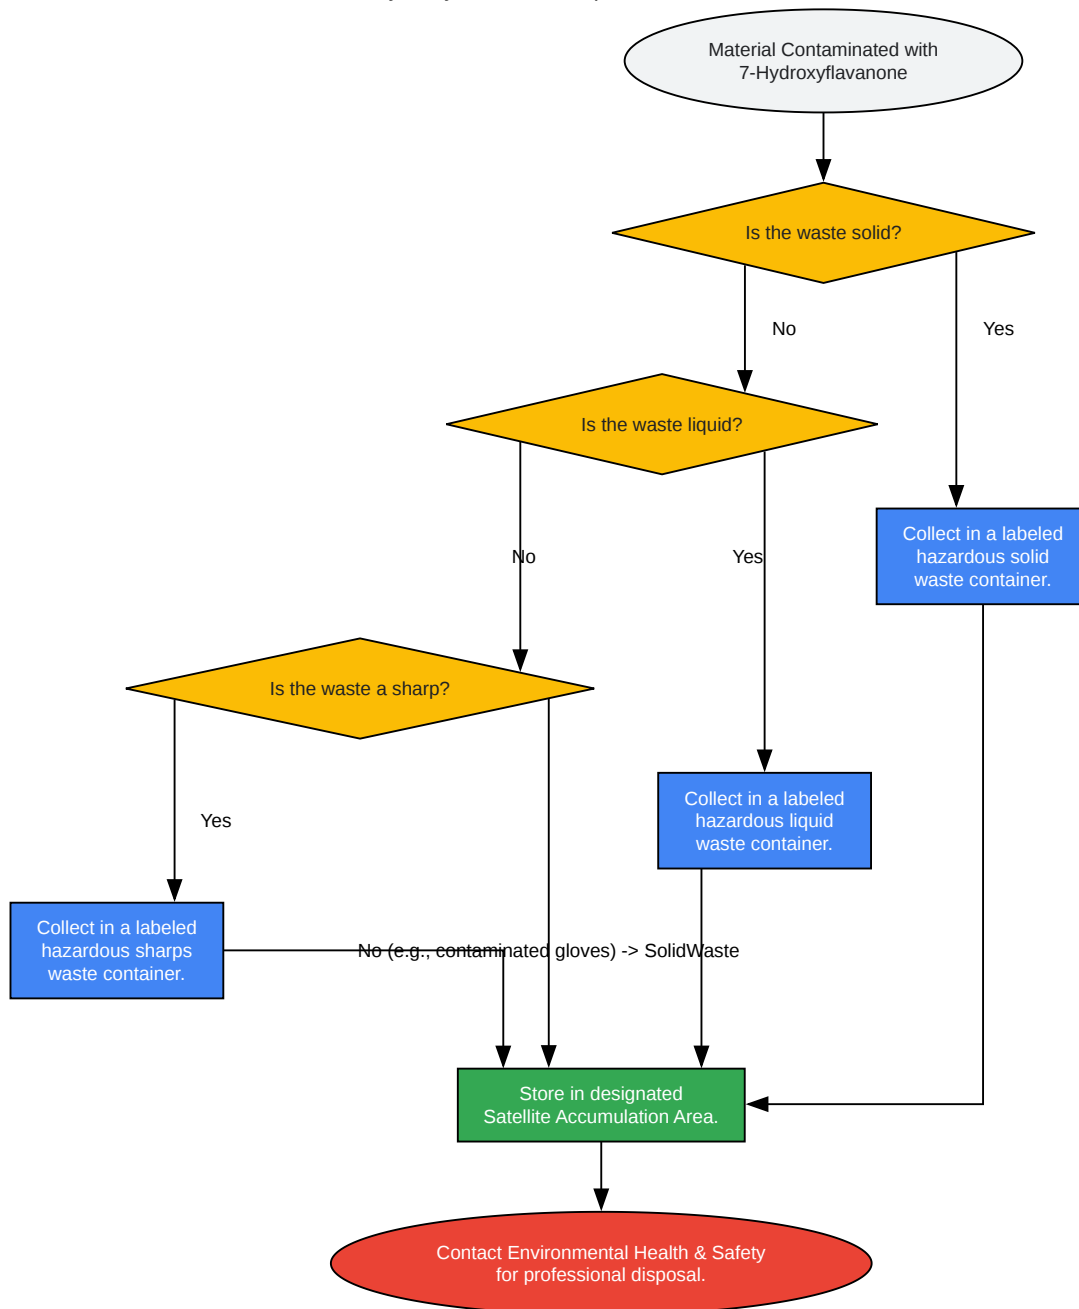 Material Contaminated with
7-Hydroxyflavanone
Is the waste solid?
No
Yes
Is the waste liquid?
No
Yes
Collect in a labeled
hazardous solid
waste container.
Is the waste a sharp?
Yes
Collect in a labeled
hazardous liquid
waste container.
Collect in a labeled
hazardous sharps
waste container.
No (e.g., contaminated gloves) -> SolidWaste
Store in designated
Satellite Accumulation Area.
Contact Environmental Health & Safety
for professional disposal.